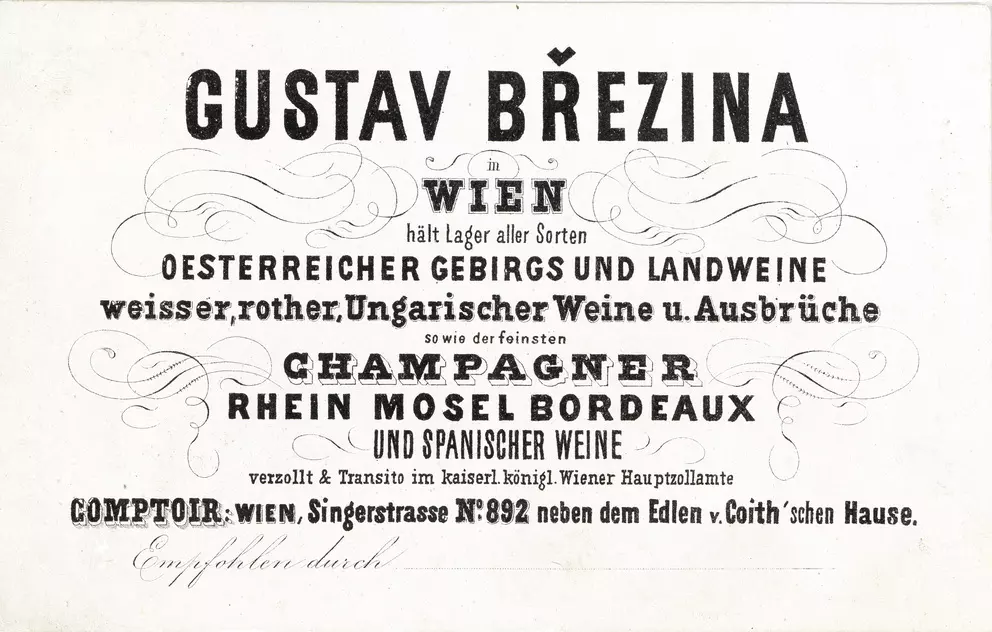 GUSTAV BŘEZINA
in
WIEN
hält Lager aller Sorten
OESTERREICHER GEBIRGS UND LANDWEINE
weisser, rother, Ungarischer Weine u. Ausbrüche
sowie der feinsten
CHAMPAGNER
RHEIN MOSEL BORDEAUX
UND SPANISCHER WEINE
verzollt & Transito im kaiserl. königl. Wiener Hauptzollamte
COMPTOIR: WIEN, Singerstrasse No. 892 neben dem Edlen v. Coith'schen Hause.
Empfohlen durch